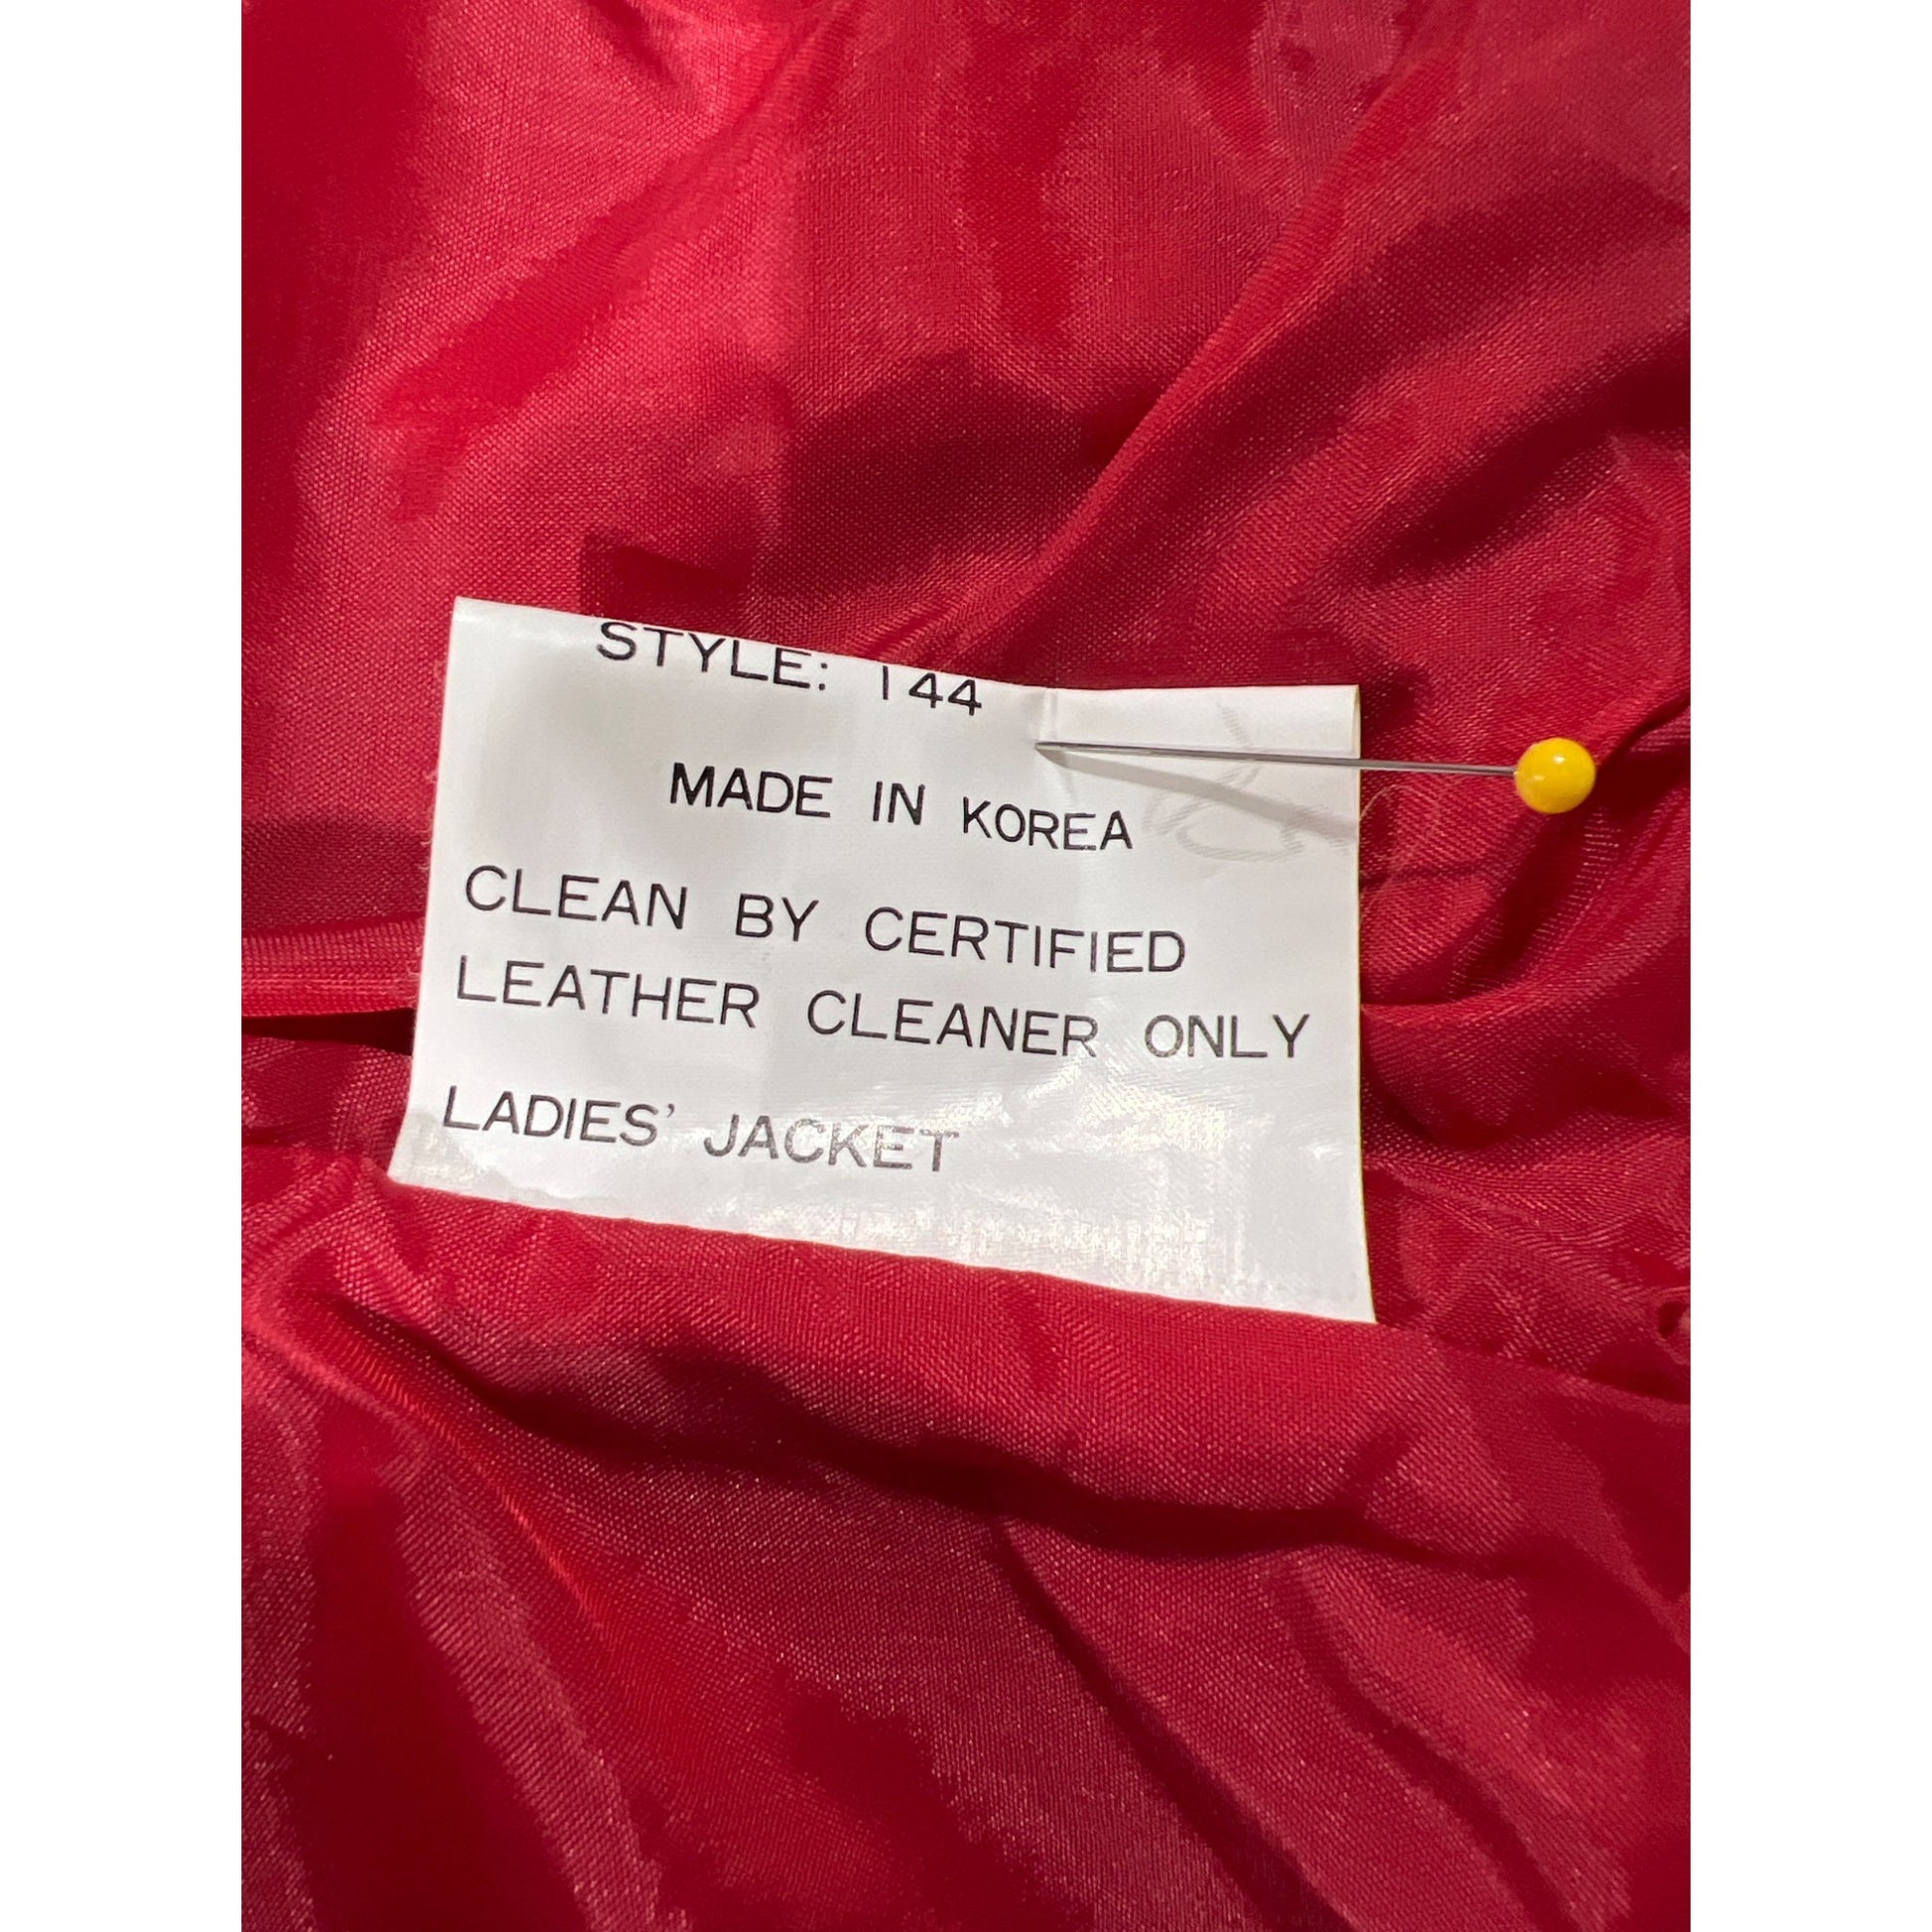 STYLE: 144
MADE IN KOREA
CLEAN BY CERTIFIED
LEATHER CLEANER ONLY
LADIES' JACKET